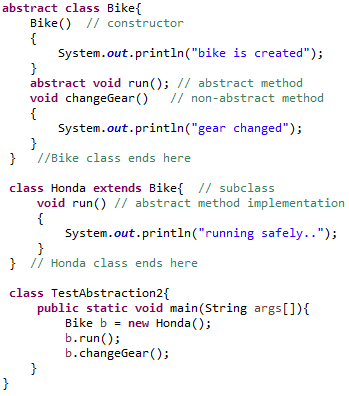 abstract class Bike{
Bike()  // constructor
{
System.out.println("bike is created");
}
abstract void run(); // abstract method
void changeGear()   // non-abstract method
{
System.out.println("gear changed");
}
}   //Bike class ends here
class Honda extends Bike{  // subclass
void run() // abstract method implementation
{
System.out.println("running safely..");
}
}  // Honda class ends here
class TestAbstraction2{
public static void main(String args[]){
Bike b = new Honda();
b.run();
b.changeGear();
}
}